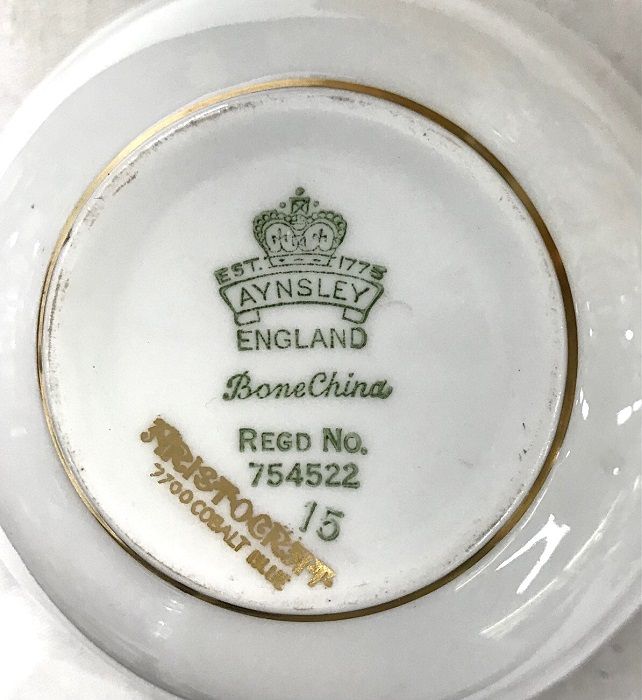 EST. 1775
AYNSLEY
ENGLAND
Bone China
REGD NO.
754522
15
ARISTOCRAT
7700 COBALT BLUE